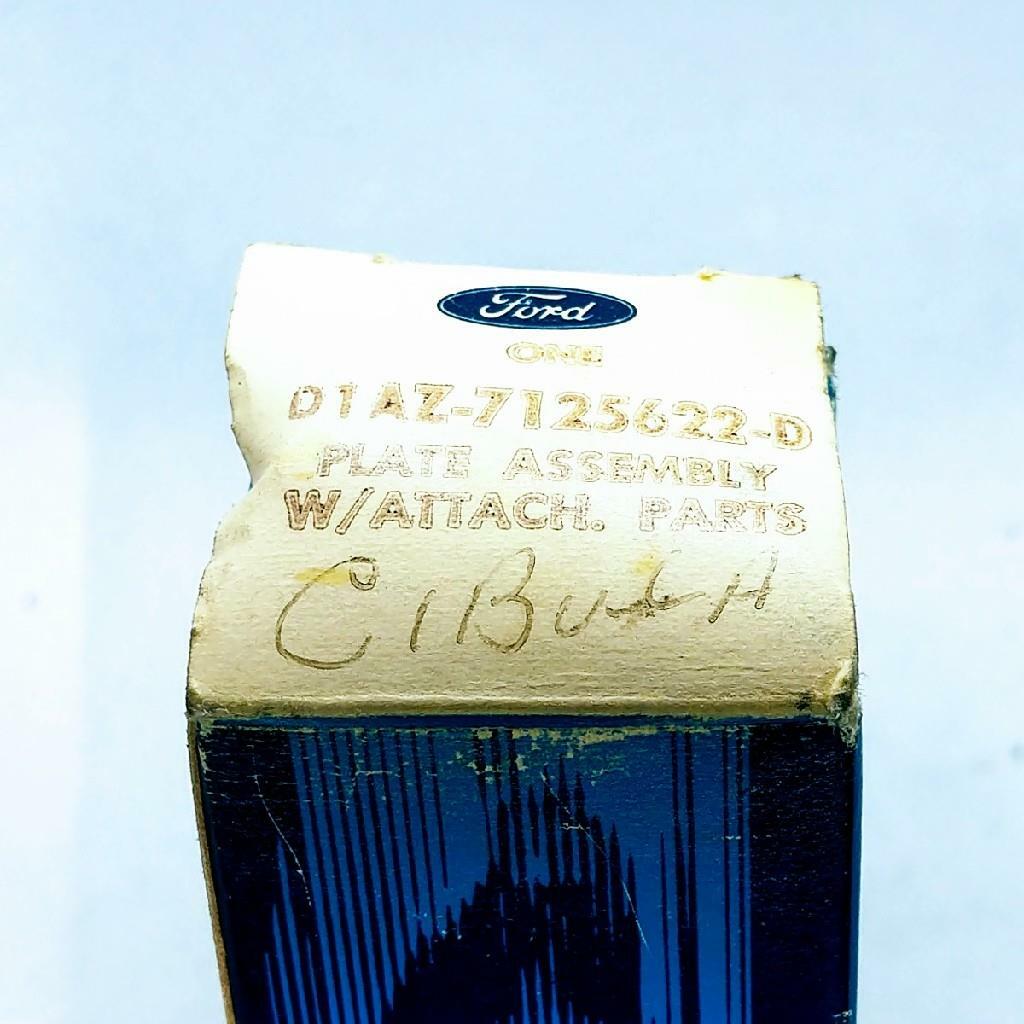 Ford
ONE
D1AZ-7125622-D
PLATE ASSEMBLY
W/ATTACH. PARTS